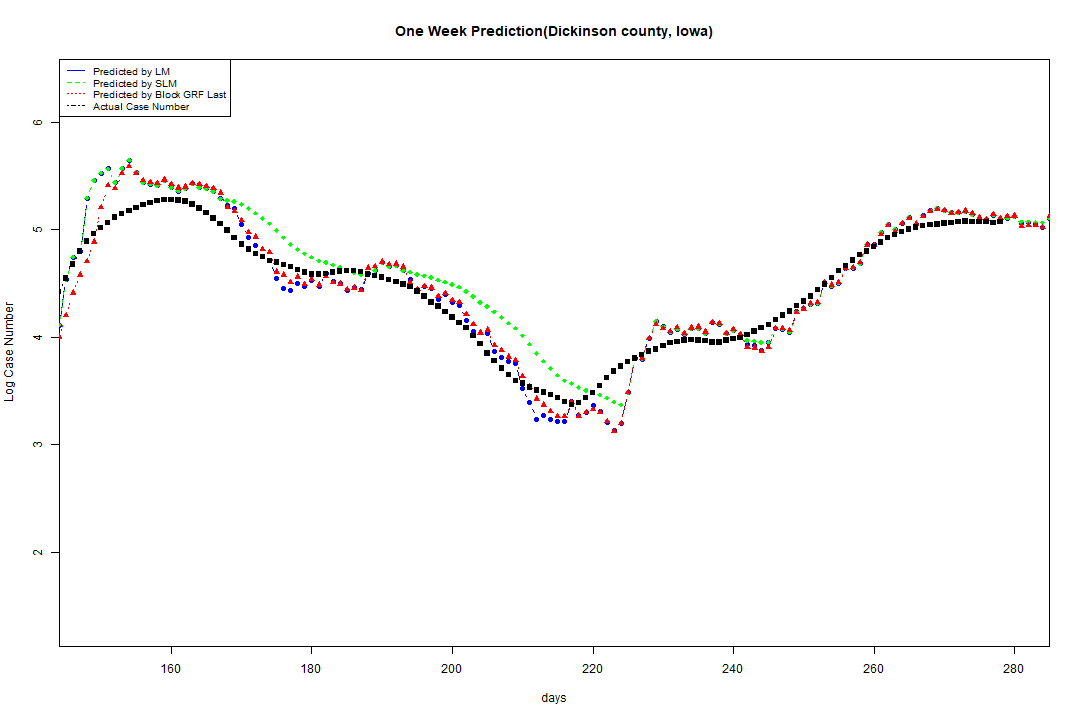 One Week Prediction(Dickinson county, Iowa)
Predicted by LM
Predicted by SLM
Predicted by Block GRF Last
Actual Case Number
6
5
4
3
2
Log Case Number
160 180 200 220 240 260 280
days